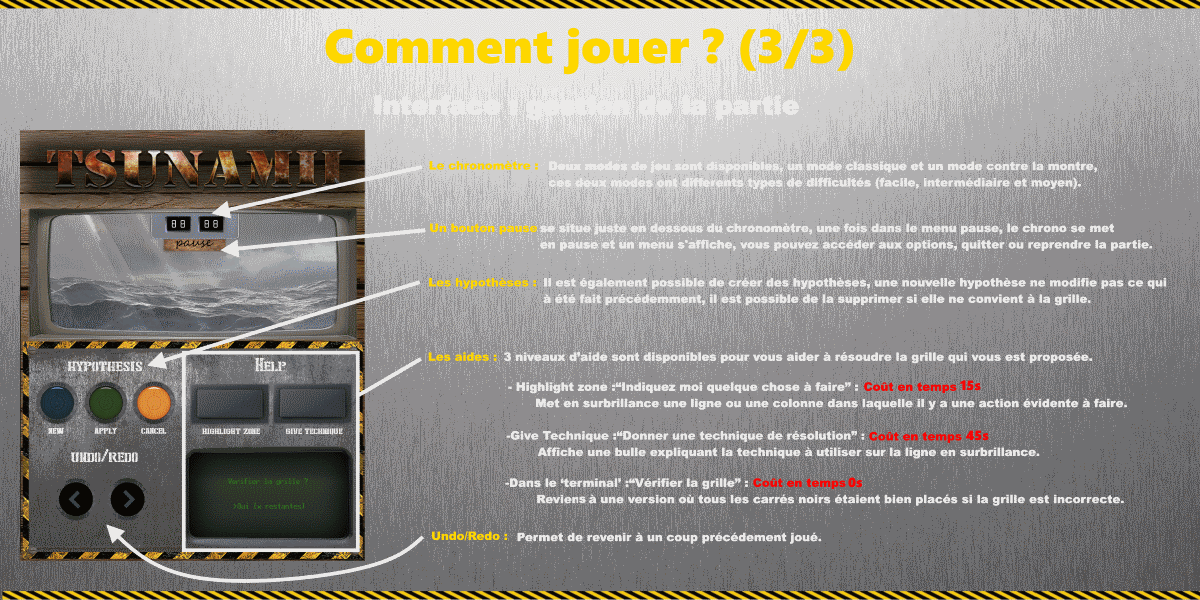 Comment jouer ? (3/3)
Interface : gestion de la partie
TSUNAMII
88 88
pause
HYPOTHESIS
NEW
APPLY
CANCEL
UNDO/REDO
HELP
HIGHLIGHT ZONE
GIVE TECHNIQUE
Verifier la grille ?
Le chronomètre : Deux modes de jeu sont disponibles, un mode classique et un mode contre la montre,
ces deux modes ont differents types de difficultés (facile, intermédiaire et moyen).
Un bouton pause se situe juste en dessous du chronomètre, une fois dans le menu pause, le chrono se met
en pause et un menu s'affiche, vous pouvez accéder aux options, quitter ou reprendre la partie.
Les hypothèses : Il est également possible de créer des hypothèses, une nouvelle hypothèse ne modifie pas ce qui
à été fait précédemment, il est possible de la supprimer si elle ne convient à la grille.
Les aides : 3 niveaux d'aide sont disponibles pour vous aider à résoudre la grille qui vous est proposée.
- Highlight zone :“Indiquez moi quelque chose à faire” : Coût en temps 15s
Met en surbrillance une ligne ou une colonne dans laquelle il y a une action évidente à faire.
-Give Technique :“Donner une technique de résolution” : Coût en temps 45s
Affiche une bulle expliquant la technique à utiliser sur la ligne en surbrillance.
-Dans le ‘terminal’ :“Vérifier la grille” : Coût en temps 0s
Reviens à une version où tous les carrés noirs étaient bien placés si la grille est incorrecte.
Undo/Redo : Permet de revenir à un coup précédément joué.